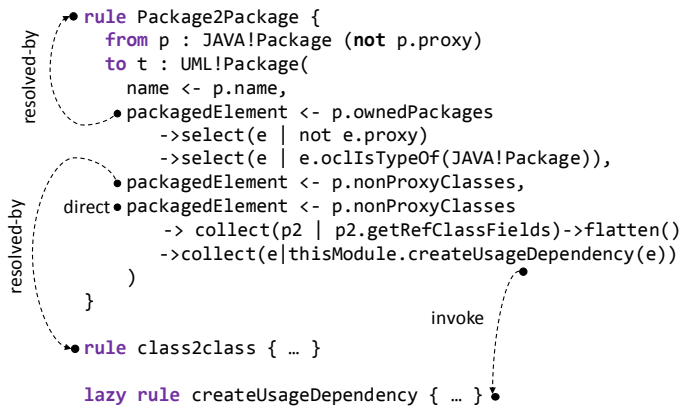 rule Package2Package {
from p : JAVA!Package (not p.proxy)
to t : UML!Package(
name <- p.name,
packagedElement <- p.ownedPackages
->select(e | not e.proxy)
->select(e | e.oclIsTypeOf(JAVA!Package)),
packagedElement <- p.nonProxyClasses,
direct packagedElement <- p.nonProxyClasses
-> collect(p2 | p2.getRefClassFields)->flatten()
->collect(e|thisModule.createUsageDependency(e))
)
}
resolved-by
resolved-by
invoke
rule class2class { … }
lazy rule createUsageDependency { … }